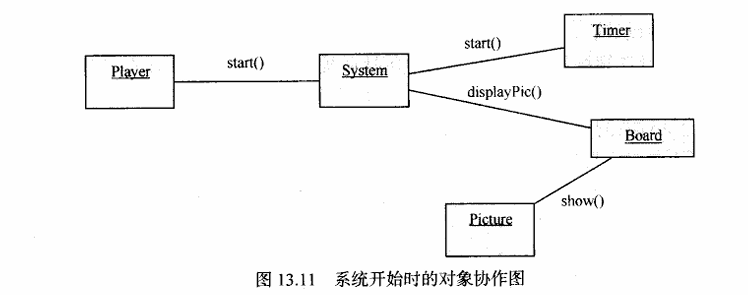 Timer
start()
start()
Player
System
displayPic()
Board
show()
Picture
图 13.11 系统开始时的对象协作图